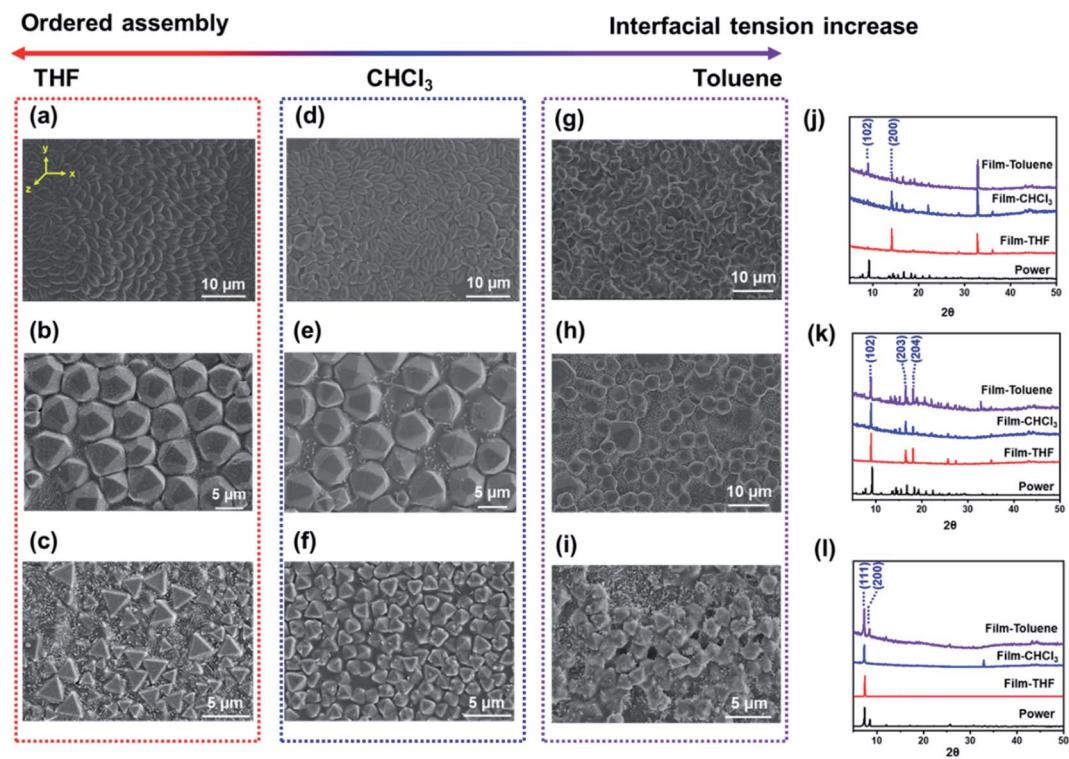 Ordered assembly
Interfacial tension increase
THF
CHCl₃
Toluene
(a)
y
x
z
10 μm
(b)
5 μm
(c)
5 μm
(d)
10 μm
(e)
5 μm
(f)
5 μm
(g)
10 μm
(h)
10 μm
(i)
5 μm
(j)
(102)
(200)
Film-Toluene
Film-CHCl₃
Film-THF
Power
10 20 30 40 50
2θ
(k)
(102)
(203)
(204)
Film-Toluene
Film-CHCl₃
Film-THF
Power
10 20 30 40 50
2θ
(l)
(111)
(200)
Film-Toluene
Film-CHCl₃
Film-THF
Power
10 20 30 40 50
2θ